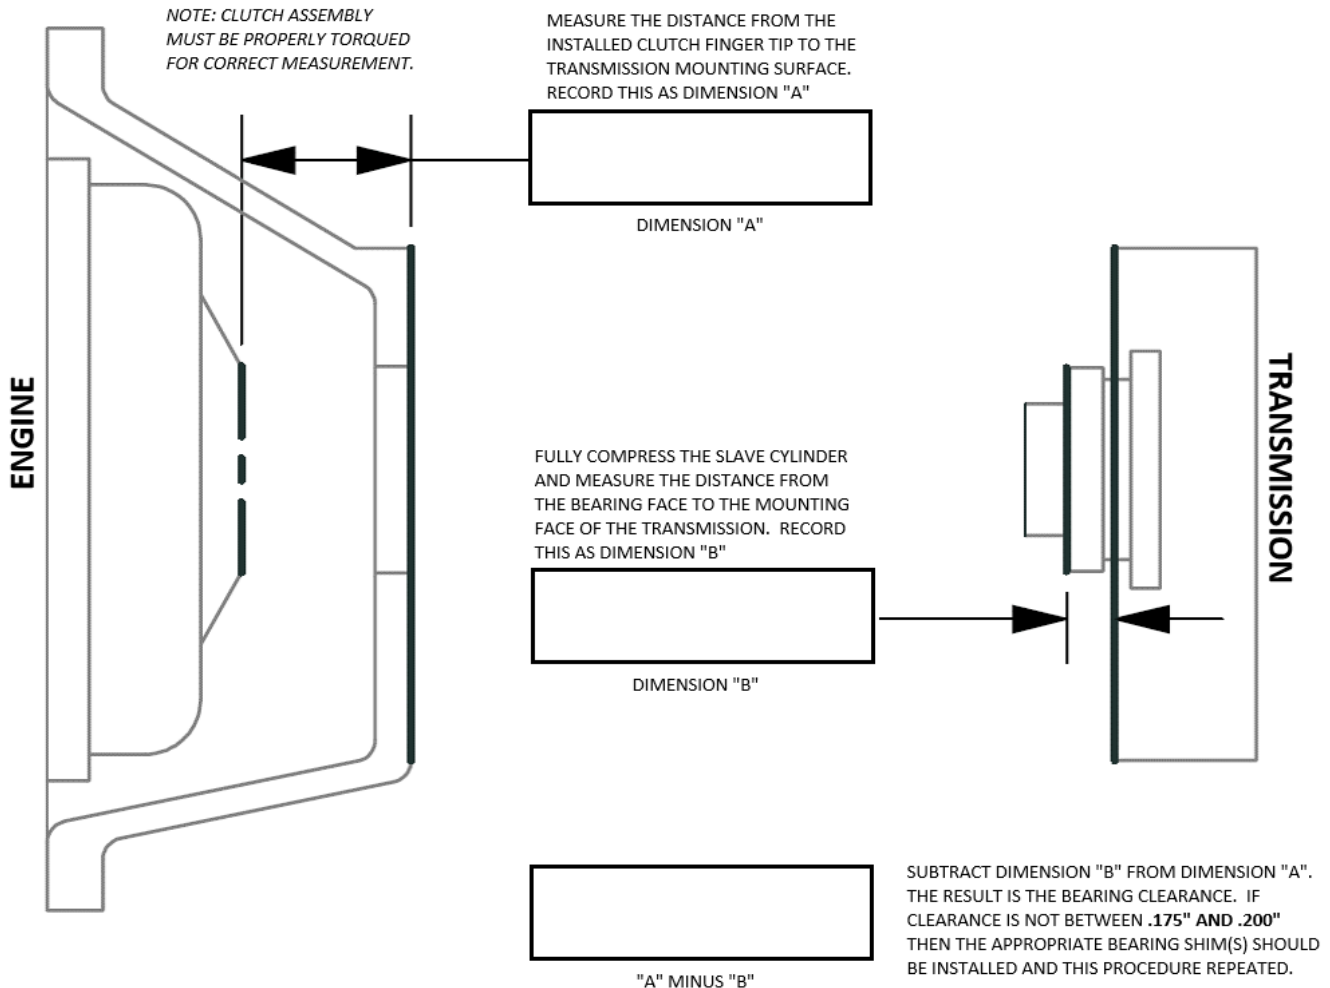 NOTE: CLUTCH ASSEMBLY
MUST BE PROPERLY TORQUED
FOR CORRECT MEASUREMENT.
MEASURE THE DISTANCE FROM THE
INSTALLED CLUTCH FINGER TIP TO THE
TRANSMISSION MOUNTING SURFACE.
RECORD THIS AS DIMENSION "A"
DIMENSION "A"
ENGINE
TRANSMISSION
FULLY COMPRESS THE SLAVE CYLINDER
AND MEASURE THE DISTANCE FROM
THE BEARING FACE TO THE MOUNTING
FACE OF THE TRANSMISSION.  RECORD
THIS AS DIMENSION "B"
DIMENSION "B"
SUBTRACT DIMENSION "B" FROM DIMENSION "A".
THE RESULT IS THE BEARING CLEARANCE.  IF
CLEARANCE IS NOT BETWEEN .175" AND .200"
THEN THE APPROPRIATE BEARING SHIM(S) SHOULD
BE INSTALLED AND THIS PROCEDURE REPEATED.
"A" MINUS "B"